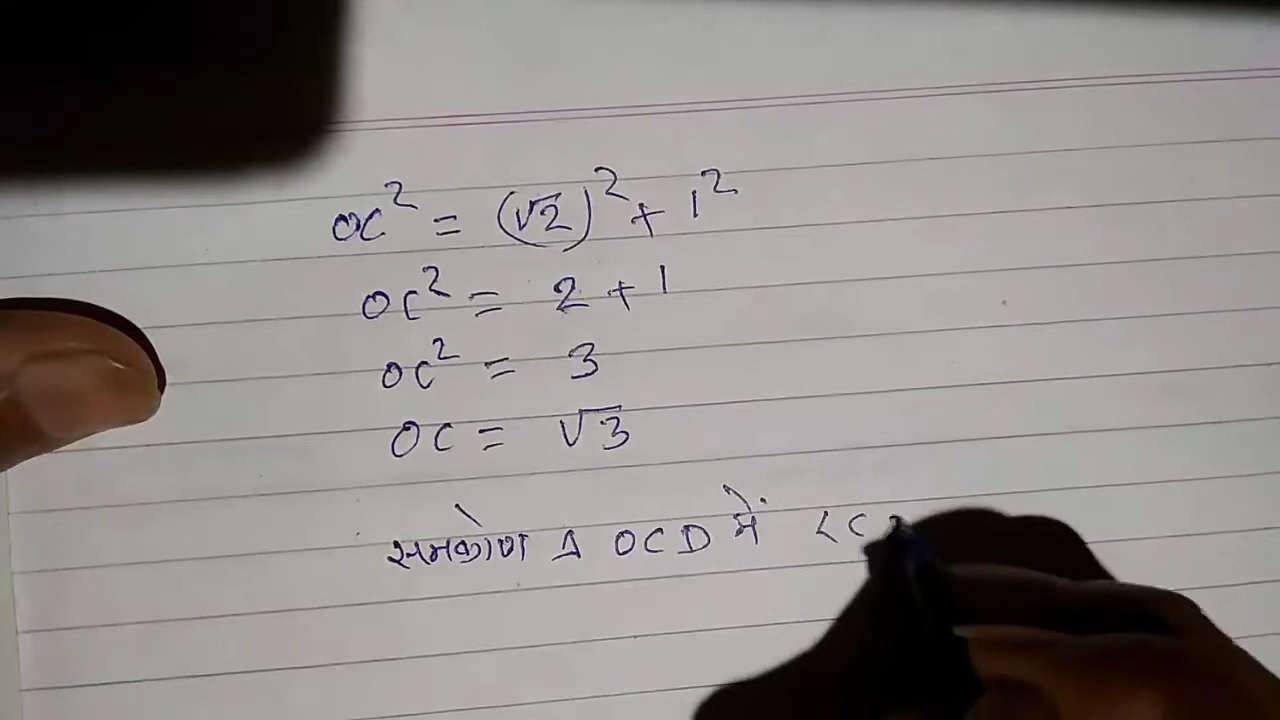 OC² = (√2)² + 1²
OC² = 2 + 1
OC² = 3
OC = √3
समकोण Δ OCD में ∠C